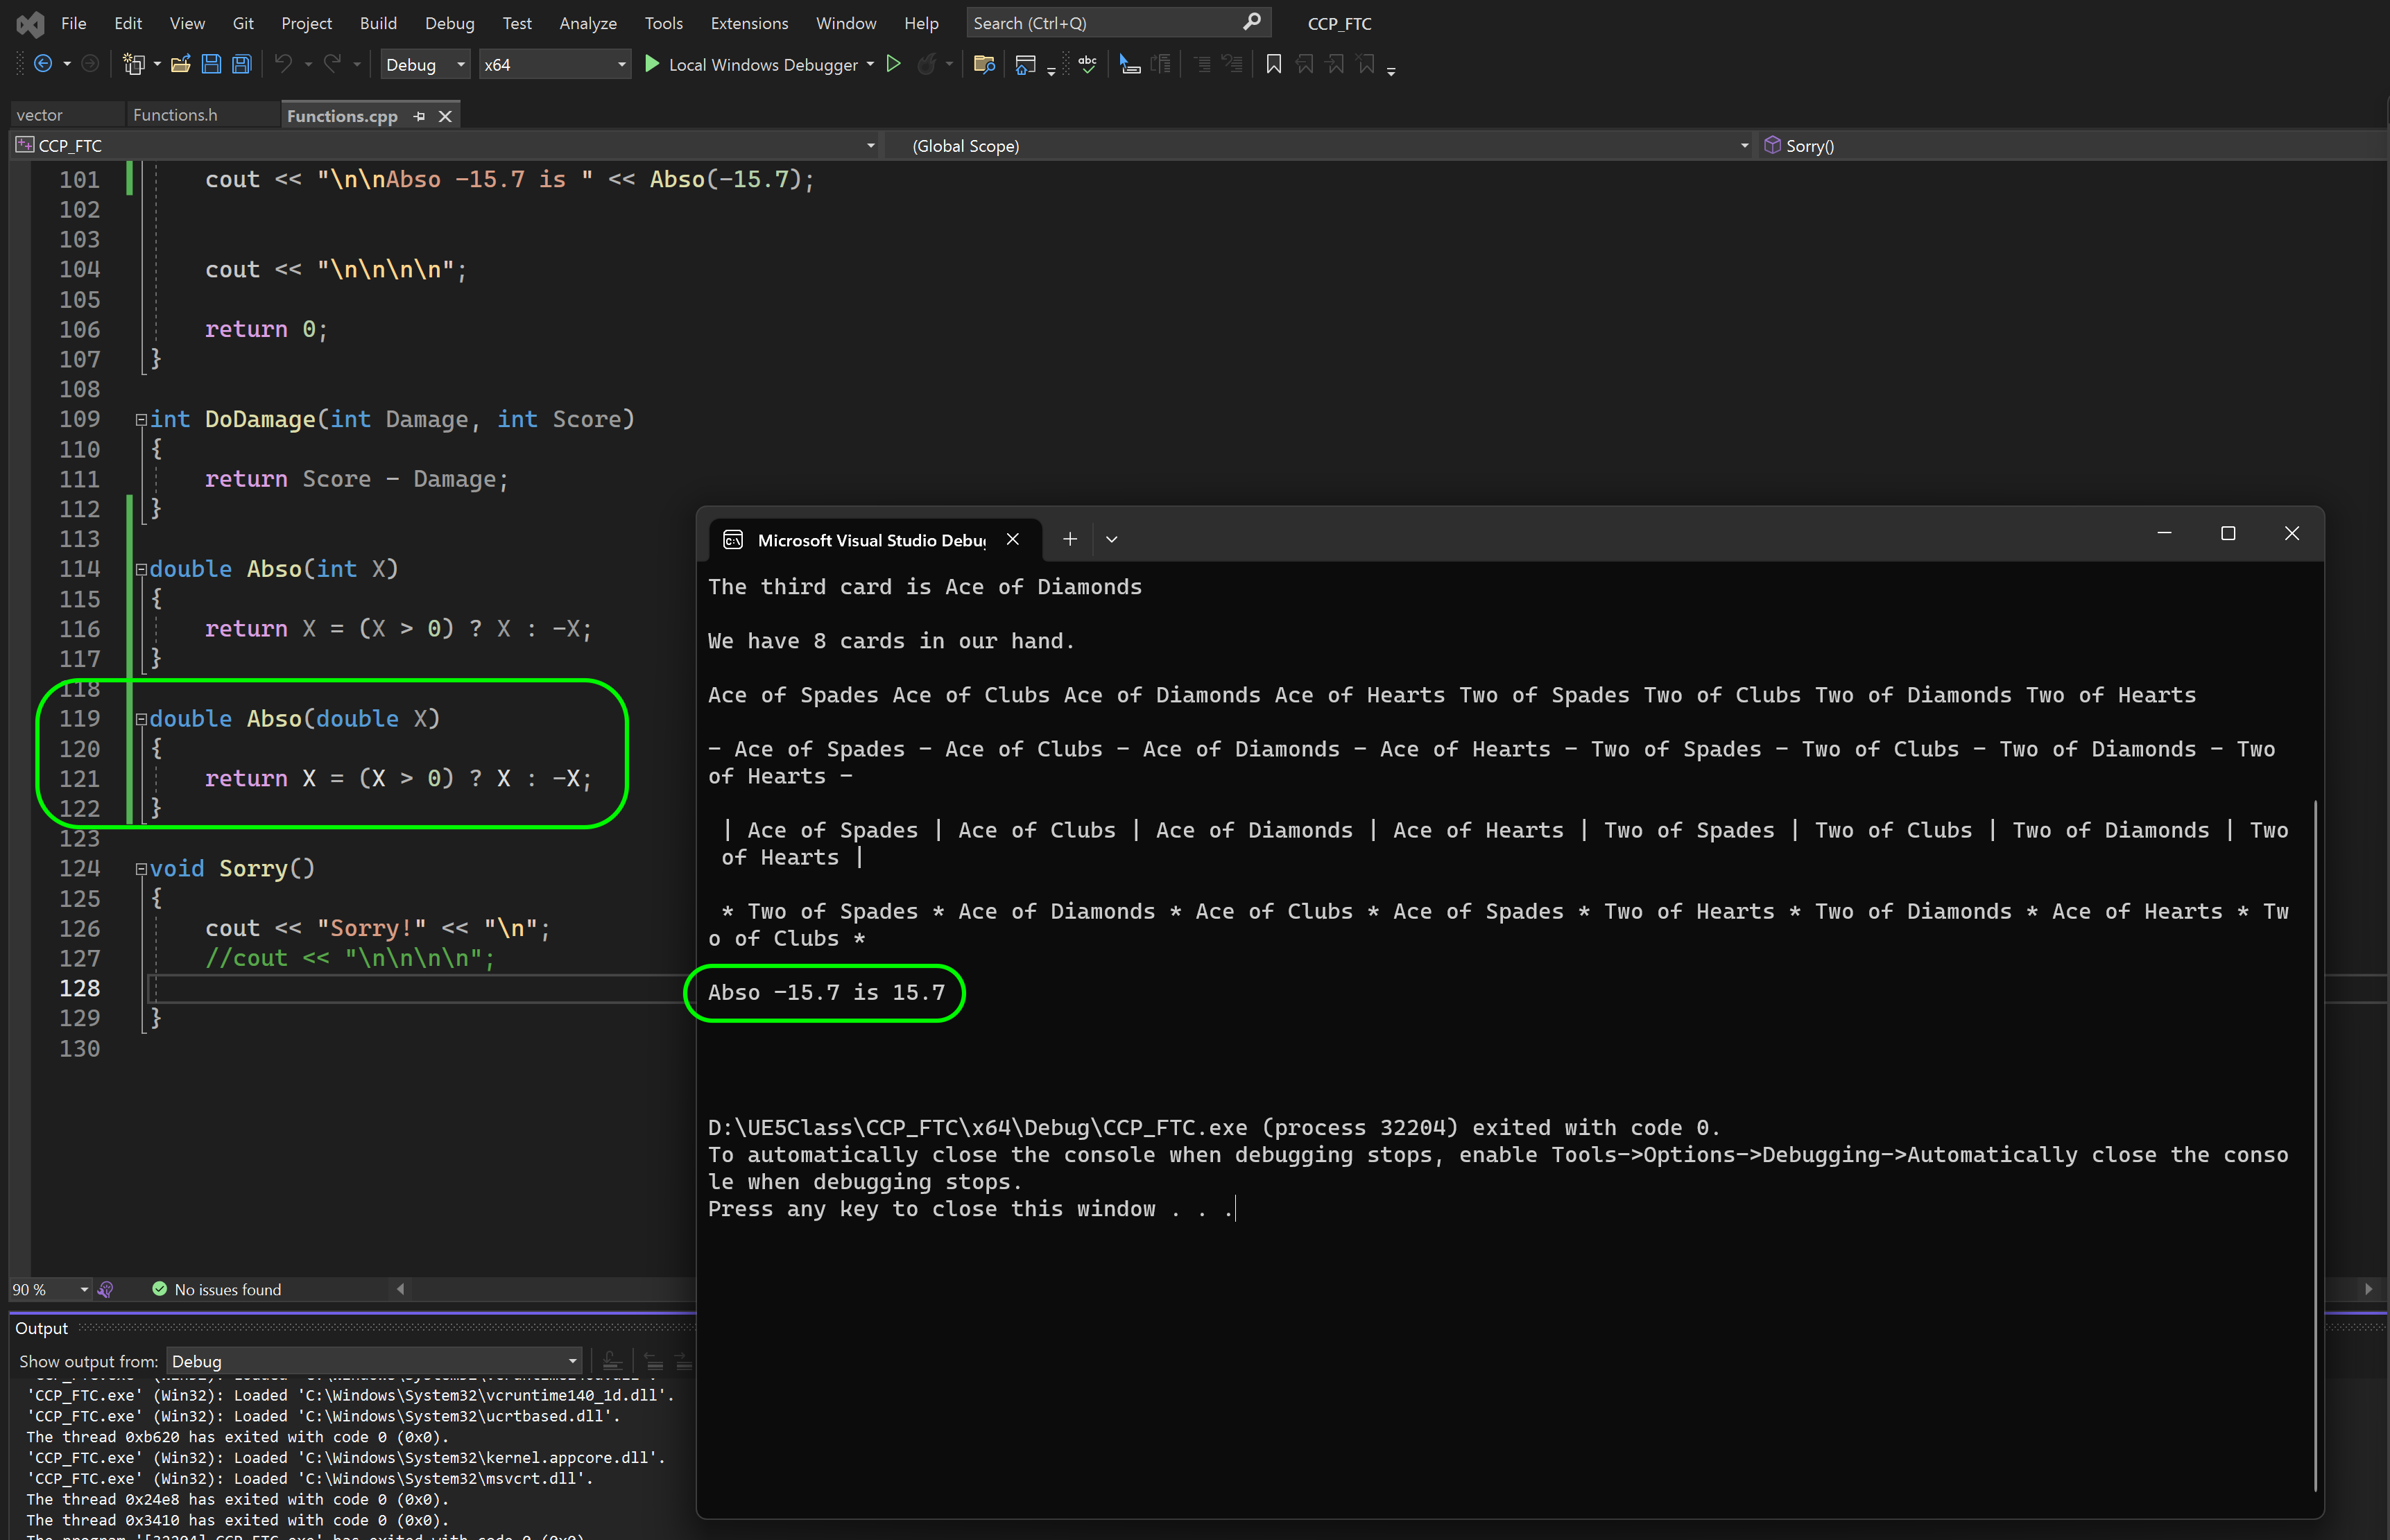 File Edit View Git Project Build Debug Test Analyze Tools Extensions Window Help Search (Ctrl+Q) CCP_FTC
Debug x64 Local Windows Debugger
vector Functions.h Functions.cpp
CCP_FTC (Global Scope) Sorry()
101 cout << "\n\nAbso -15.7 is " << Abso(-15.7);
102
103
104 cout << "\n\n\n\n";
105
106 return 0;
107 }
108
109 int DoDamage(int Damage, int Score)
110 {
111 return Score - Damage;
112 }
113
114 double Abso(int X)
115 {
116 return X = (X > 0) ? X : -X;
117 }
118
119 double Abso(double X)
120 {
121 return X = (X > 0) ? X : -X;
122 }
123
124 void Sorry()
125 {
126 cout << "Sorry!" << "\n";
127 //cout << "\n\n\n\n";
128
129 }
130
90 % No issues found
Output
Show output from: Debug
'CCP_FTC.exe' (Win32): Loaded 'C:\Windows\System32\vcruntime140_1d.dll'.
'CCP_FTC.exe' (Win32): Loaded 'C:\Windows\System32\ucrtbased.dll'.
The thread 0xb620 has exited with code 0 (0x0).
'CCP_FTC.exe' (Win32): Loaded 'C:\Windows\System32\kernel.appcore.dll'.
'CCP_FTC.exe' (Win32): Loaded 'C:\Windows\System32\msvcrt.dll'.
The thread 0x24e8 has exited with code 0 (0x0).
The thread 0x3410 has exited with code 0 (0x0).
Microsoft Visual Studio Debu
The third card is Ace of Diamonds
We have 8 cards in our hand.
Ace of Spades Ace of Clubs Ace of Diamonds Ace of Hearts Two of Spades Two of Clubs Two of Diamonds Two of Hearts
- Ace of Spades - Ace of Clubs - Ace of Diamonds - Ace of Hearts - Two of Spades - Two of Clubs - Two of Diamonds - Two
of Hearts -
| Ace of Spades | Ace of Clubs | Ace of Diamonds | Ace of Hearts | Two of Spades | Two of Clubs | Two of Diamonds | Two
of Hearts |
* Two of Spades * Ace of Diamonds * Ace of Clubs * Ace of Spades * Two of Hearts * Two of Diamonds * Ace of Hearts * Tw
o of Clubs *
Abso -15.7 is 15.7
D:\UE5Class\CCP_FTC\x64\Debug\CCP_FTC.exe (process 32204) exited with code 0.
To automatically close the console when debugging stops, enable Tools->Options->Debugging->Automatically close the conso
le when debugging stops.
Press any key to close this window . . .